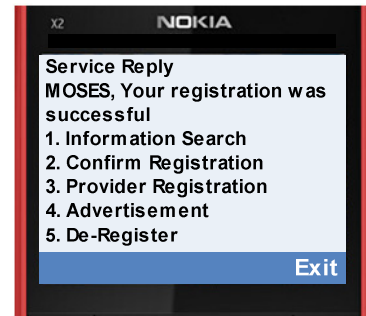 X2 NOKIA
Service Reply
MOSES, Your registration was
successful
1. Information Search
2. Confirm Registration
3. Provider Registration
4. Advertisement
5. De-Register
Exit